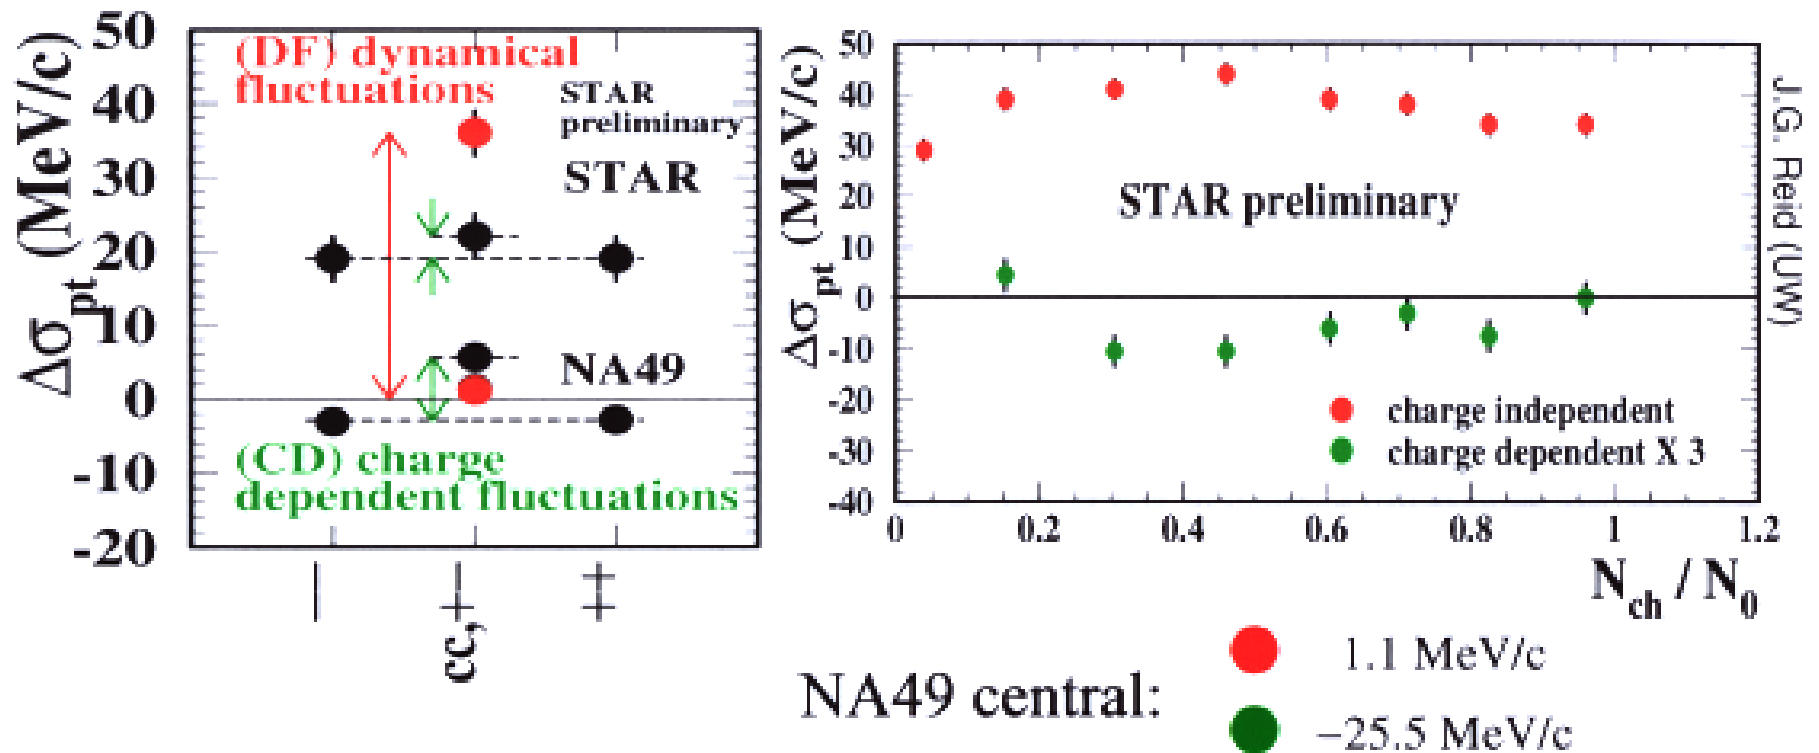 Δσpt (MeV/c)
50
40
30
20
10
0
-10
-20
(DF) dynamical
fluctuations
STAR
preliminary
STAR
NA49
(CD) charge
dependent fluctuations
cc,
Δσpt (MeV/c)
50
40
30
20
10
0
-10
-20
-30
-40
STAR preliminary
charge independent
charge dependent X 3
0 0.2 0.4 0.6 0.8 1 1.2
Nch / N0
J.G. Reid (UW)
NA49 central:
1.1 MeV/c
−25.5 MeV/c